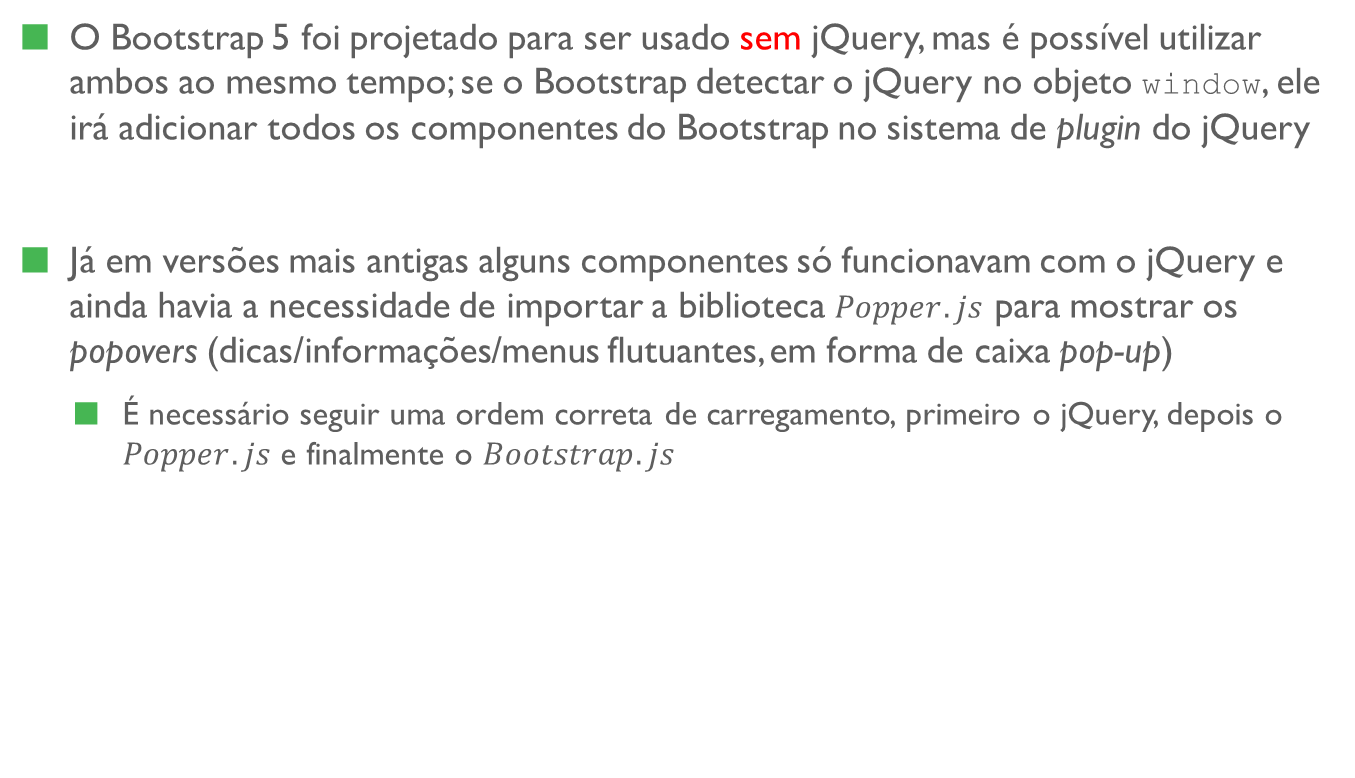 O Bootstrap 5 foi projetado para ser usado sem jQuery, mas é possível utilizar
ambos ao mesmo tempo; se o Bootstrap detectar o jQuery no objeto window, ele
irá adicionar todos os componentes do Bootstrap no sistema de plugin do jQuery
Já em versões mais antigas alguns componentes só funcionavam com o jQuery e
ainda havia a necessidade de importar a biblioteca Popper.js para mostrar os
popovers (dicas/informações/menus flutuantes, em forma de caixa pop-up)
É necessário seguir uma ordem correta de carregamento, primeiro o jQuery, depois o
Popper.js e finalmente o Bootstrap.js